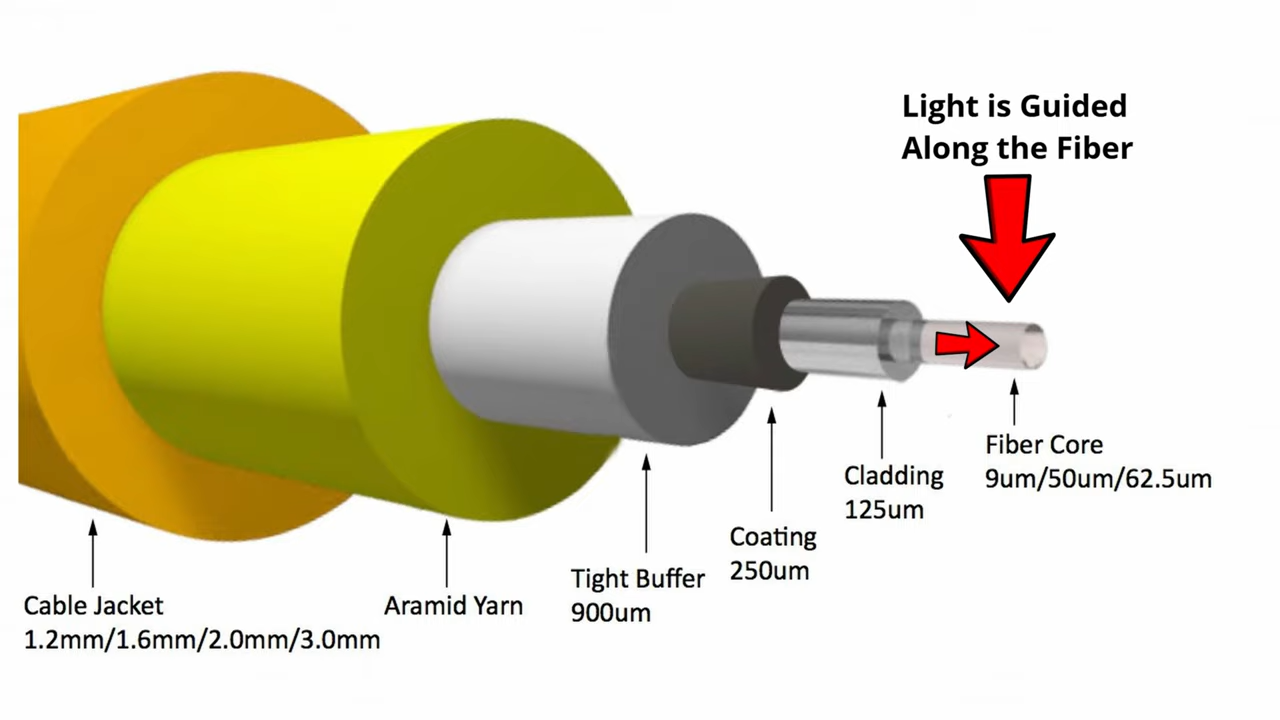 Light is Guided
Along the Fiber
Fiber Core
9um/50um/62.5um
Cladding
125um
Coating
250um
Tight Buffer
900um
Aramid Yarn
Cable Jacket
1.2mm/1.6mm/2.0mm/3.0mm